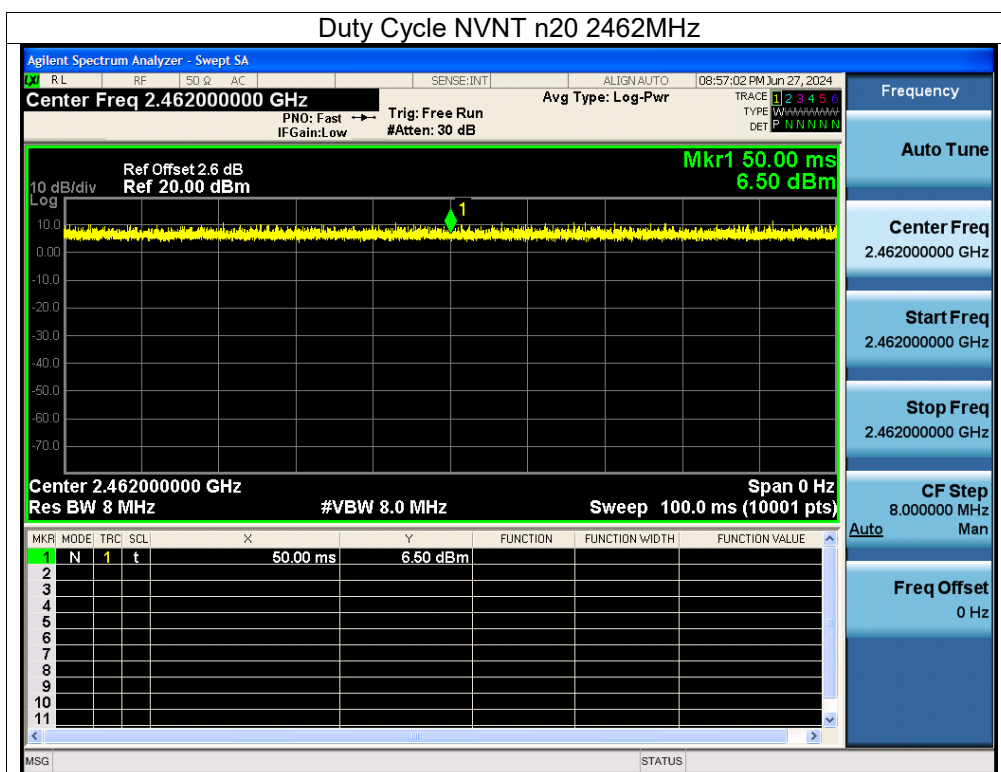 Duty Cycle NVNT n20 2462MHz
Agilent Spectrum Analyzer - Swept SA
LXI RL RF 50 Ω AC SENSE:INT ALIGN AUTO 08:57:02 PM Jun 27, 2024
Center Freq 2.462000000 GHz Avg Type: Log-Pwr TRACE 1 2 3 4 5 6
PNO: Fast Trig: Free Run TYPE WWWWWW
IFGain:Low #Atten: 30 dB DET P N N N N N
Ref Offset 2.6 dB Mkr1 50.00 ms
10 dB/div Ref 20.00 dBm 6.50 dBm
Log
1
10.0
0.00
-10.0
-20.0
-30.0
-40.0
-50.0
-60.0
-70.0
Center 2.462000000 GHz Span 0 Hz
Res BW 8 MHz #VBW 8.0 MHz Sweep 100.0 ms (10001 pts)
MKR MODE TRC SCL X Y FUNCTION FUNCTION WIDTH FUNCTION VALUE
1 N 1 t 50.00 ms 6.50 dBm
2
3
4
5
6
7
8
9
10
11
MSG STATUS
Frequency
Auto Tune
Center Freq
2.462000000 GHz
Start Freq
2.462000000 GHz
Stop Freq
2.462000000 GHz
CF Step
8.000000 MHz
Auto Man
Freq Offset
0 Hz